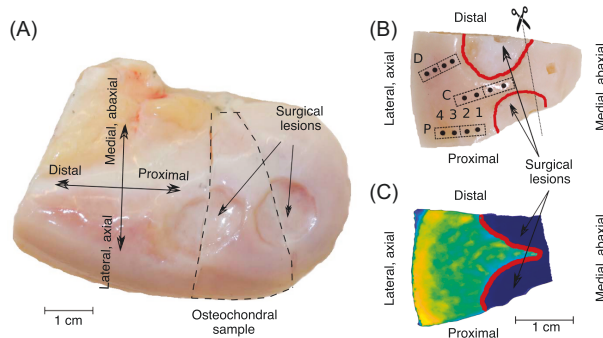 (A)
Medial, abaxial
Distal
Proximal
Lateral, axial
Surgical
lesions
1 cm
Osteochondral
sample
(B)
Distal
Lateral, axial
D
C
4 3 2 1
P
Proximal
Medial, abaxial
Surgical
lesions
(C)
Distal
Lateral, axial
Medial, abaxial
Proximal
1 cm